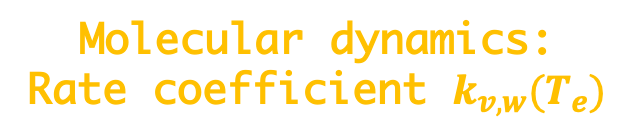 Molecular dynamics:
Rate coefficient k_{v,w}(T_e)